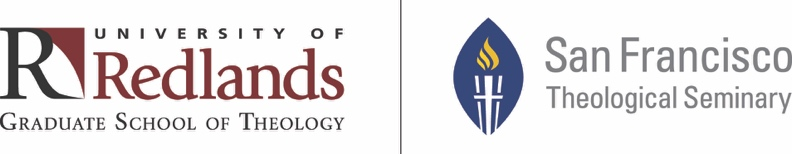 R
UNIVERSITY OF
Redlands
GRADUATE SCHOOL OF THEOLOGY
San Francisco
Theological Seminary